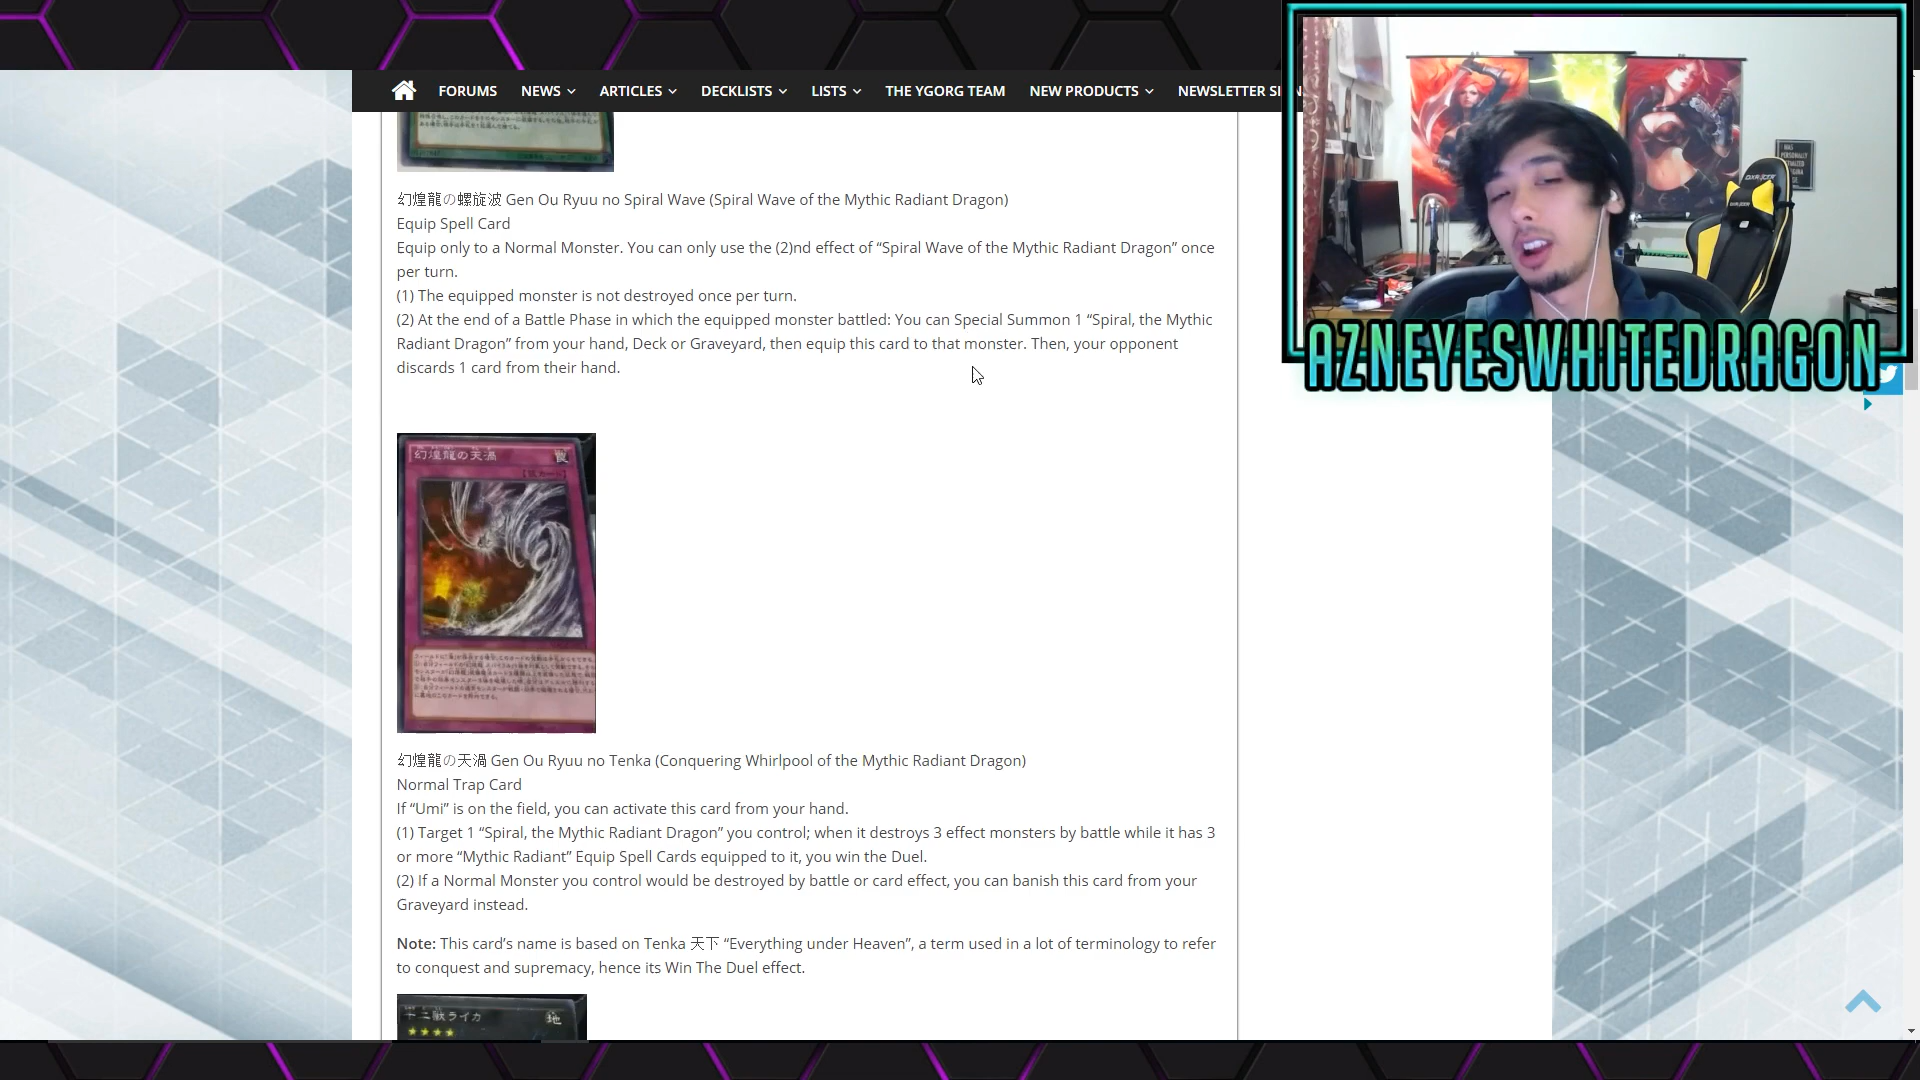 FORUMS NEWS ARTICLES DECKLISTS LISTS THE YGORG TEAM NEW PRODUCTS NEWSLETTER
幻煌龍の螺旋波 Gen Ou Ryuu no Spiral Wave (Spiral Wave of the Mythic Radiant Dragon)
Equip Spell Card
Equip only to a Normal Monster. You can only use the (2)nd effect of “Spiral Wave of the Mythic Radiant Dragon” once
per turn.
(1) The equipped monster is not destroyed once per turn.
(2) At the end of a Battle Phase in which the equipped monster battled: You can Special Summon 1 “Spiral, the Mythic
Radiant Dragon” from your hand, Deck or Graveyard, then equip this card to that monster. Then, your opponent
discards 1 card from their hand.
幻煌龍の天渦
幻煌龍の天渦 Gen Ou Ryuu no Tenka (Conquering Whirlpool of the Mythic Radiant Dragon)
Normal Trap Card
If “Umi” is on the field, you can activate this card from your hand.
(1) Target 1 “Spiral, the Mythic Radiant Dragon” you control; when it destroys 3 effect monsters by battle while it has 3
or more “Mythic Radiant” Equip Spell Cards equipped to it, you win the Duel.
(2) If a Normal Monster you control would be destroyed by battle or card effect, you can banish this card from your
Graveyard instead.
Note: This card’s name is based on Tenka 天下 “Everything under Heaven”, a term used in a lot of terminology to refer
to conquest and supremacy, hence its Win The Duel effect.
十二獣ライカ 地
AZNEYESWHITEDRAGON